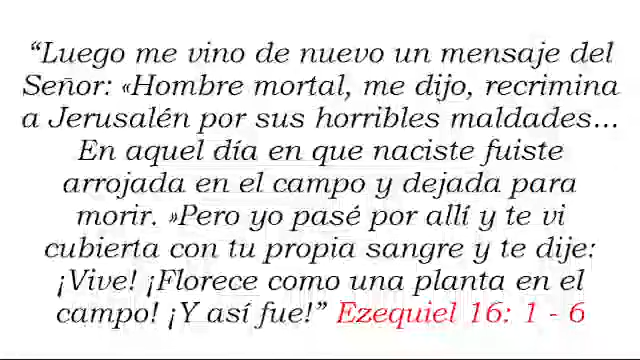 “Luego me vino de nuevo un mensaje del
Señor: «Hombre mortal, me dijo, recrimina
a Jerusalén por sus horribles maldades...
En aquel día en que naciste fuiste
arrojada en el campo y dejada para
morir. »Pero yo pasé por allí y te vi
cubierta con tu propia sangre y te dije:
¡Vive! ¡Florece como una planta en el
campo! ¡Y así fue!” Ezequiel 16: 1 - 6